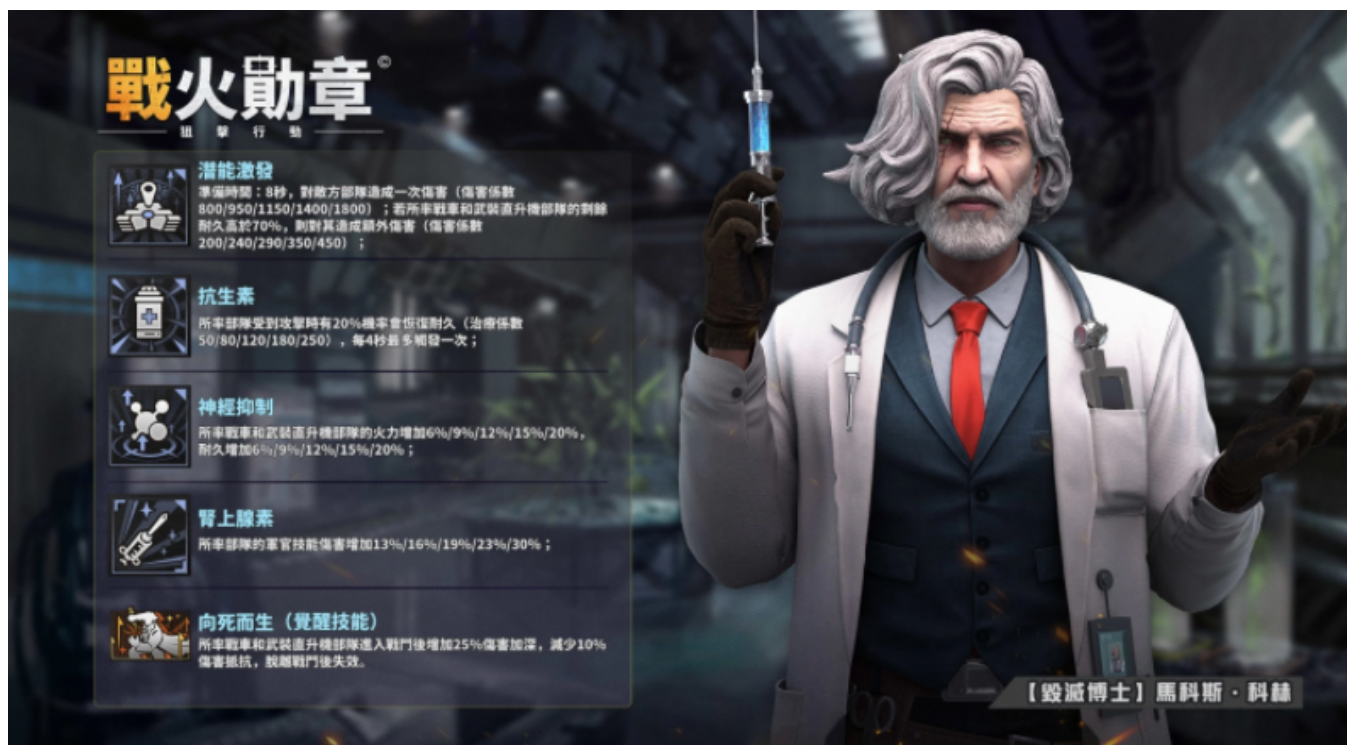 戰火勛章©
狙擊行動
潛能激發
準備時間：8秒，對敵方部隊造成一次傷害（傷害係數
800/950/1150/1400/1800）；若所率戰車和武裝直升機部隊的剩餘
耐久高於70%，則對其造成額外傷害（傷害係數
200/240/290/350/450）；
抗生素
所率部隊受到攻擊時有20%機率會恢復耐久（治療係數
50/80/120/180/250），每4秒最多觸發一次；
神經抑制
所率戰車和武裝直升機部隊的火力增加6%/9%/12%/15%/20%，
耐久增加6%/9%/12%/15%/20%；
腎上腺素
所率部隊的軍官技能傷害增加13%/16%/19%/23%/30%；
向死而生（覺醒技能）
所率戰車和武裝直升機部隊進入戰鬥後增加25%傷害加深，減少10%
傷害抵抗，脫離戰鬥後失效。
【毀滅博士】馬科斯·科赫